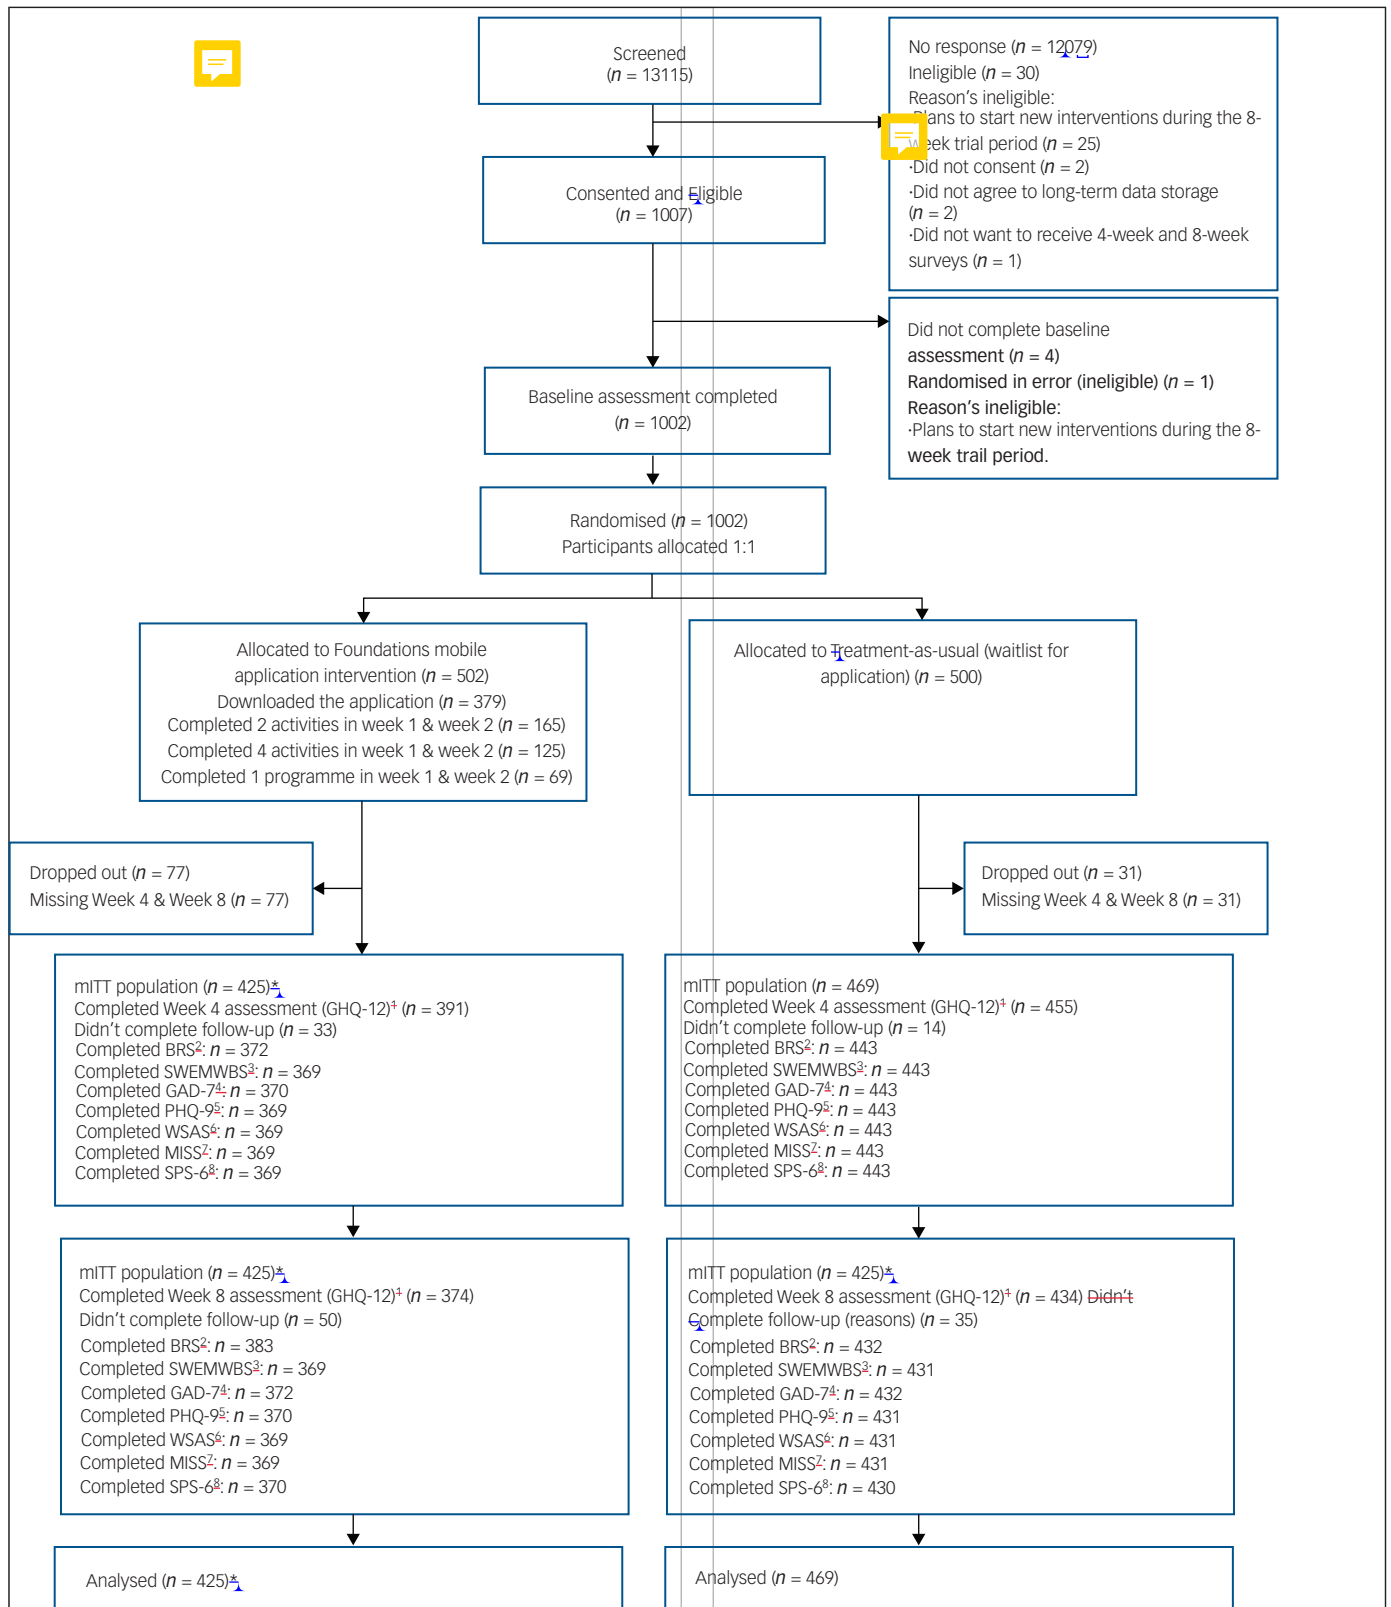 Screened
(n = 13115)
No response (n = 12079)
Ineligible (n = 30)
Reason's ineligible:
Plans to start new interventions during the 8-
week trial period (n = 25)
·Did not consent (n = 2)
·Did not agree to long-term data storage
(n = 2)
·Did not want to receive 4-week and 8-week
surveys (n = 1)
Consented and Eligible
(n = 1007)
Did not complete baseline
assessment (n = 4)
Randomised in error (ineligible) (n = 1)
Reason's ineligible:
·Plans to start new interventions during the 8-
week trail period.
Baseline assessment completed
(n = 1002)
Randomised (n = 1002)
Participants allocated 1:1
Allocated to Foundations mobile
application intervention (n = 502)
Downloaded the application (n = 379)
Completed 2 activities in week 1 & week 2 (n = 165)
Completed 4 activities in week 1 & week 2 (n = 125)
Completed 1 programme in week 1 & week 2 (n = 69)
Allocated to Treatment-as-usual (waitlist for
application) (n = 500)
Dropped out (n = 77)
Missing Week 4 & Week 8 (n = 77)
Dropped out (n = 31)
Missing Week 4 & Week 8 (n = 31)
mITT population (n = 425)*
Completed Week 4 assessment (GHQ-12)¹ (n = 391)
Didn't complete follow-up (n = 33)
Completed BRS²: n = 372
Completed SWEMWBS³: n = 369
Completed GAD-7⁴: n = 370
Completed PHQ-9⁵: n = 369
Completed WSAS⁶: n = 369
Completed MISS⁷: n = 369
Completed SPS-6⁸: n = 369
mITT population (n = 469)
Completed Week 4 assessment (GHQ-12)¹ (n = 455)
Didn't complete follow-up (n = 14)
Completed BRS²: n = 443
Completed SWEMWBS³: n = 443
Completed GAD-7⁴: n = 443
Completed PHQ-9⁵: n = 443
Completed WSAS⁶: n = 443
Completed MISS⁷: n = 443
Completed SPS-6⁸: n = 443
mITT population (n = 425)*
Completed Week 8 assessment (GHQ-12)¹ (n = 374)
Didn't complete follow-up (n = 50)
Completed BRS²: n = 383
Completed SWEMWBS³: n = 369
Completed GAD-7⁴: n = 372
Completed PHQ-9⁵: n = 370
Completed WSAS⁶: n = 369
Completed MISS⁷: n = 369
Completed SPS-6⁸: n = 370
mITT population (n = 425)*
Completed Week 8 assessment (GHQ-12)¹ (n = 434) Didn't
Complete follow-up (reasons) (n = 35)
Completed BRS²: n = 432
Completed SWEMWBS³: n = 431
Completed GAD-7⁴: n = 432
Completed PHQ-9⁵: n = 431
Completed WSAS⁶: n = 431
Completed MISS⁷: n = 431
Completed SPS-6⁸: n = 430
Analysed (n = 425)*
Analysed (n = 469)